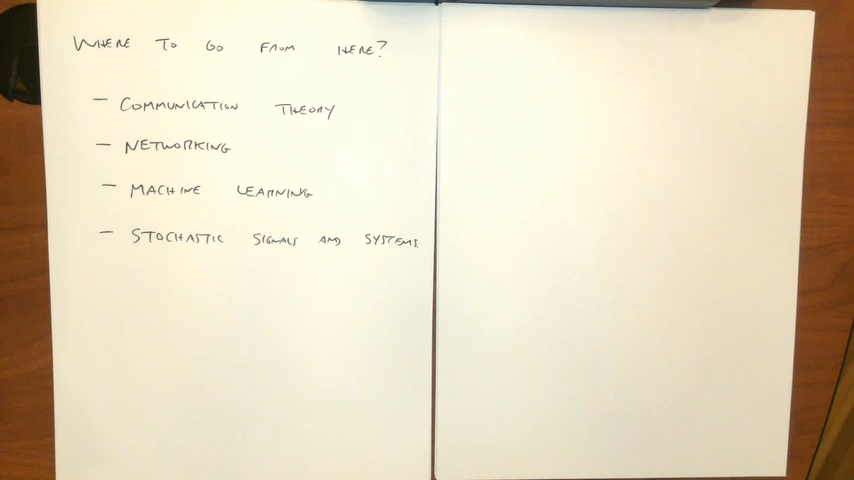 WHERE TO GO FROM HERE?
- COMMUNICATION THEORY
- NETWORKING
- MACHINE LEARNING
- STOCHASTIC SIGNALS AND SYSTEMS.